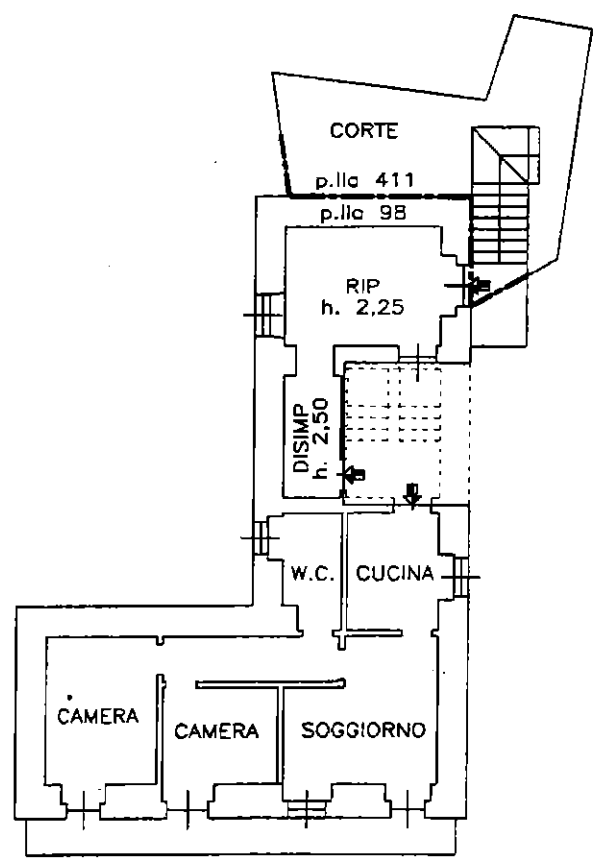 CORTE
p.lla 411
p.lla 98
RIP
h. 2,25
DISIMP
h. 2,50
W.C.
CUCINA
CAMERA
CAMERA
SOGGIORNO